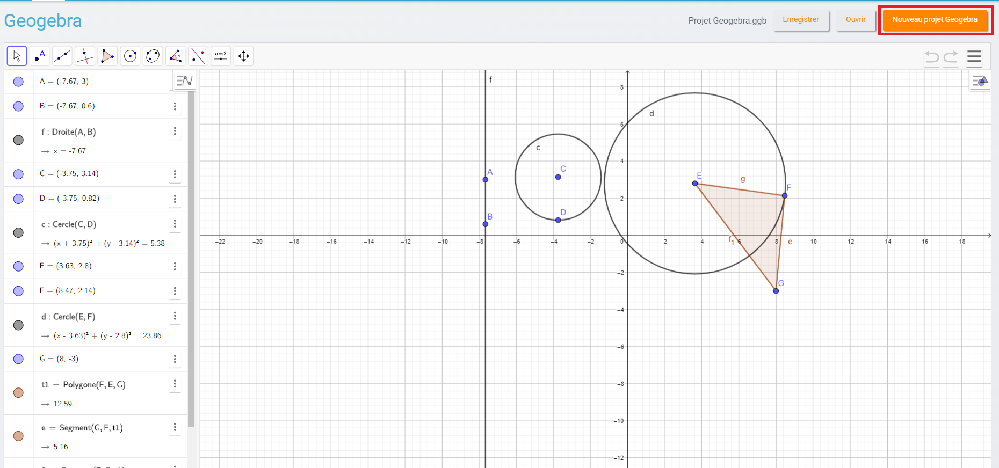 Geogebra
Projet Geogebra.ggb
Enregistrer
Ouvrir
Nouveau projet Geogebra
A
α
a=2
A = (-7.67, 3)
B = (-7.67, 0.6)
f : Droite(A, B)
→ x = -7.67
C = (-3.75, 3.14)
D = (-3.75, 0.82)
c : Cercle(C, D)
→ (x + 3.75)² + (y - 3.14)² = 5.38
E = (3.63, 2.8)
F = (8.47, 2.14)
d : Cercle(E, F)
→ (x - 3.63)² + (y - 2.8)² = 23.86
G = (8, -3)
t1 = Polygone(F, E, G)
→ 12.59
e = Segment(G, F, t1)
→ 5.16
f
8
d
6
c
4
C
A
E
g
F
2
D
B
–22 –20 –18 –16 –14 –12 –10 –8 –6 –4 –2 0 2 4 6 8 10 12 14 16 18
f₁
e
–2
G
–4
–6
–8
–10
–12